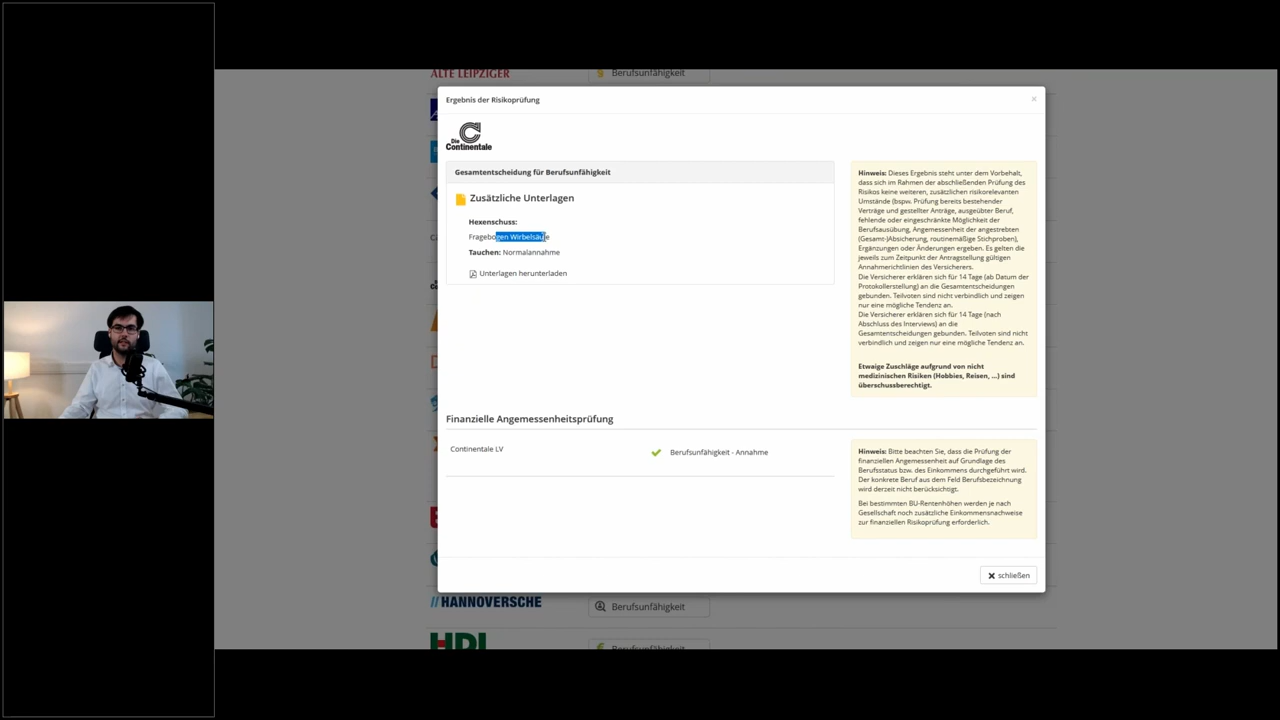 ALTE LEIPZIGER
Berufsunfähigkeit
Ergebnis der Risikoprüfung
×
Die
Continentale
Gesamtentscheidung für Berufsunfähigkeit
Zusätzliche Unterlagen
Hexenschuss:
Fragebogen Wirbelsäule
Tauchen: Normalannahme
Unterlagen herunterladen
Hinweis: Dieses Ergebnis steht unter dem Vorbehalt,
dass sich im Rahmen der abschließenden Prüfung des
Risikos keine weiteren, zusätzlichen risikorelevanten
Umstände (bspw. Prüfung bereits bestehender
Verträge und gestellter Anträge, ausgeübter Beruf,
fehlende oder eingeschränkte Möglichkeit der
Berufsausübung, Angemessenheit der angestrebten
(Gesamt-)Absicherung, routinemäßige Stichproben),
Ergänzungen oder Änderungen ergeben. Es gelten die
jeweils zum Zeitpunkt der Antragstellung gültigen
Annahmerichtlinien des Versicherers.
Die Versicherer erklären sich für 14 Tage (ab Datum der
Protokollerstellung) an die Gesamtentscheidungen
gebunden. Teilvoten sind nicht verbindlich und zeigen
nur eine mögliche Tendenz an.
Die Versicherer erklären sich für 14 Tage (nach
Abschluss des Interviews) an die
Gesamtentscheidungen gebunden. Teilvoten sind nicht
verbindlich und zeigen nur eine mögliche Tendenz an.
Etwaige Zuschläge aufgrund von nicht
medizinischen Risiken (Hobbies, Reisen, ...) sind
überschussberechtigt.
Finanzielle Angemessenheitsprüfung
Continentale LV
Berufsunfähigkeit - Annahme
Hinweis: Bitte beachten Sie, dass die Prüfung der
finanziellen Angemessenheit auf Grundlage des
Berufsstatus bzw. des Einkommens durchgeführt wird.
Der konkrete Beruf aus dem Feld Berufsbezeichnung
wird derzeit nicht berücksichtigt.
Bei bestimmten BU-Rentenhöhen werden je nach
Gesellschaft noch zusätzliche Einkommensnachweise
zur finanziellen Risikoprüfung erforderlich.
schließen
//HANNOVERSCHE
Berufsunfähigkeit
HDI
Berufsunfähigkeit